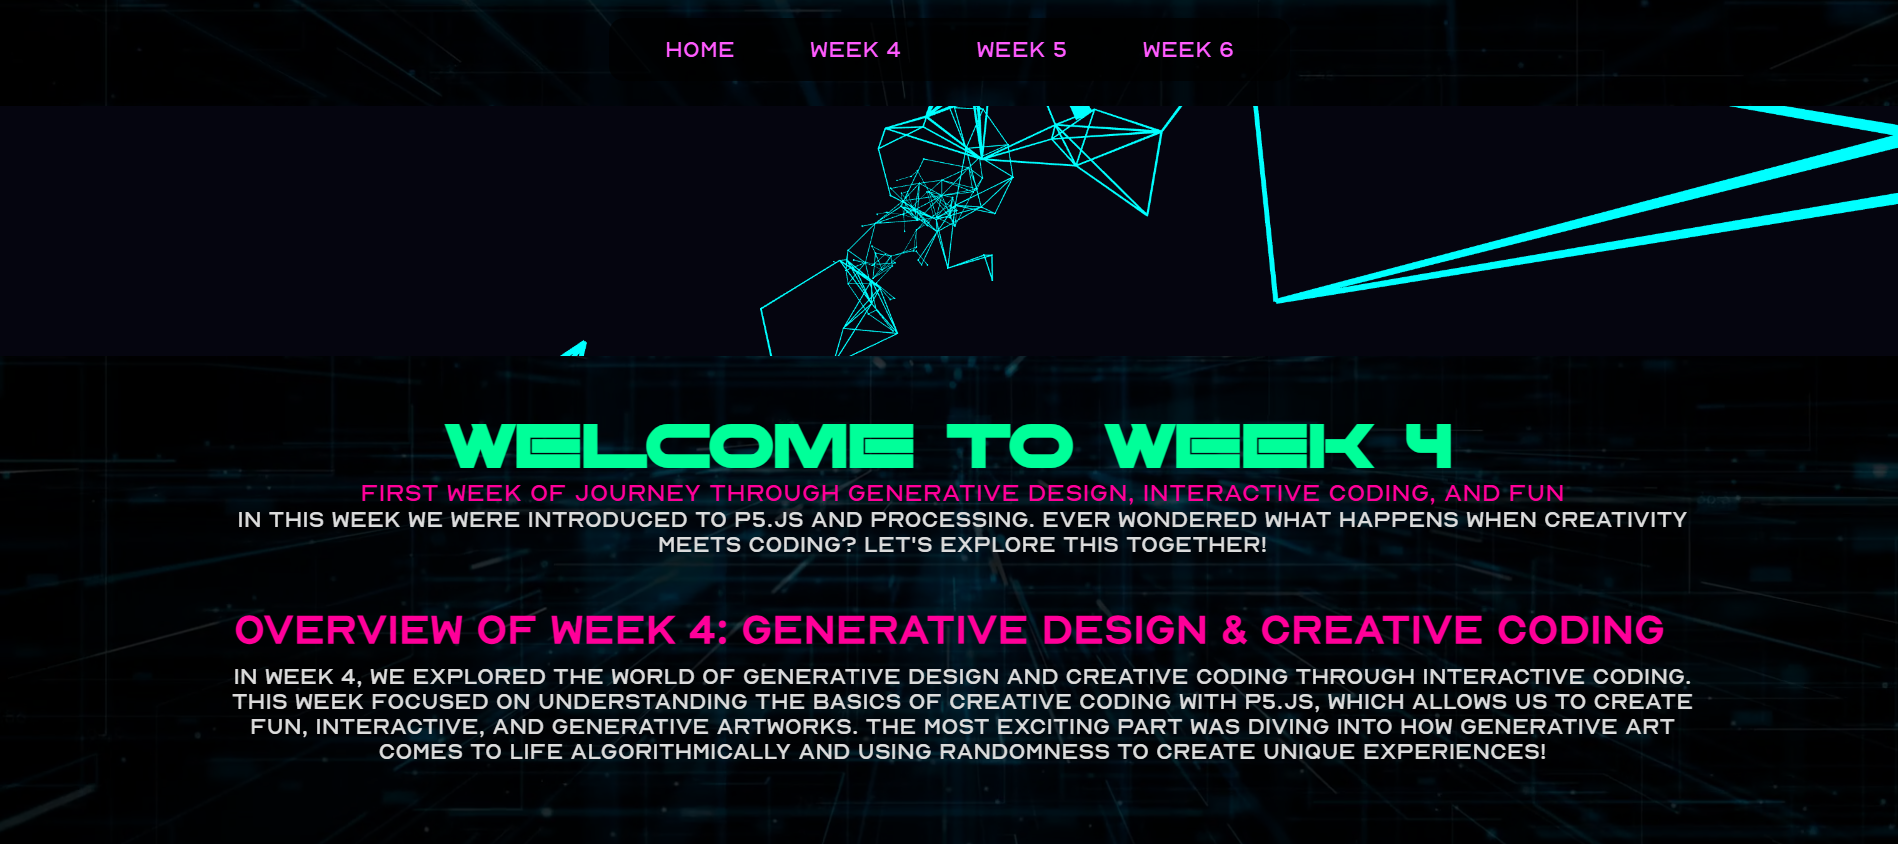 HOME WEEK 4 WEEK 5 WEEK 6
WELCOME TO WEEK 4
FIRST WEEK OF JOURNEY THROUGH GENERATIVE DESIGN, INTERACTIVE CODING, AND FUN
IN THIS WEEK WE WERE INTRODUCED TO P5.JS AND PROCESSING. EVER WONDERED WHAT HAPPENS WHEN CREATIVITY
MEETS CODING? LET'S EXPLORE THIS TOGETHER!
OVERVIEW OF WEEK 4: GENERATIVE DESIGN & CREATIVE CODING
IN WEEK 4, WE EXPLORED THE WORLD OF GENERATIVE DESIGN AND CREATIVE CODING THROUGH INTERACTIVE CODING.
THIS WEEK FOCUSED ON UNDERSTANDING THE BASICS OF CREATIVE CODING WITH P5.JS, WHICH ALLOWS US TO CREATE
FUN, INTERACTIVE, AND GENERATIVE ARTWORKS. THE MOST EXCITING PART WAS DIVING INTO HOW GENERATIVE ART
COMES TO LIFE ALGORITHMICALLY AND USING RANDOMNESS TO CREATE UNIQUE EXPERIENCES!